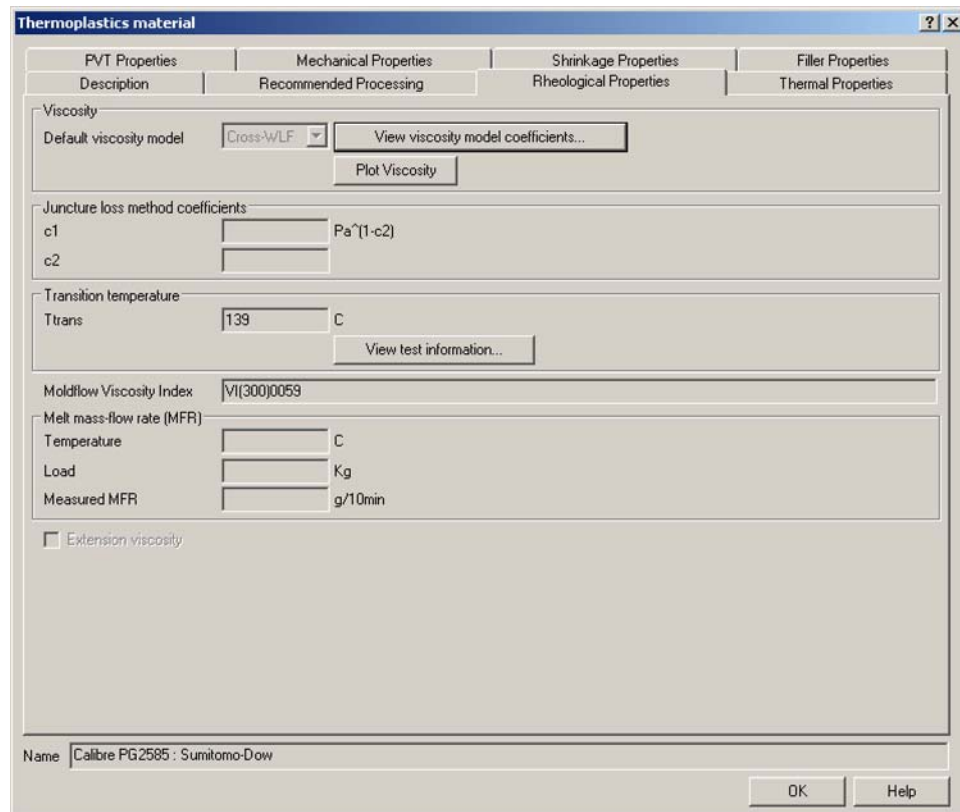 Thermoplastics material
PVT Properties Mechanical Properties Shrinkage Properties Filler Properties
Description Recommended Processing Rheological Properties Thermal Properties
Viscosity
Default viscosity model Cross-WLF View viscosity model coefficients...
Plot Viscosity
Juncture loss method coefficients
c1 Pa^(1-c2)
c2
Transition temperature
Ttrans 139 C
View test information...
Moldflow Viscosity Index VI(300)0059
Melt mass-flow rate (MFR)
Temperature C
Load Kg
Measured MFR g/10min
Extension viscosity
Name Calibre PG2585 : Sumitomo-Dow
OK Help